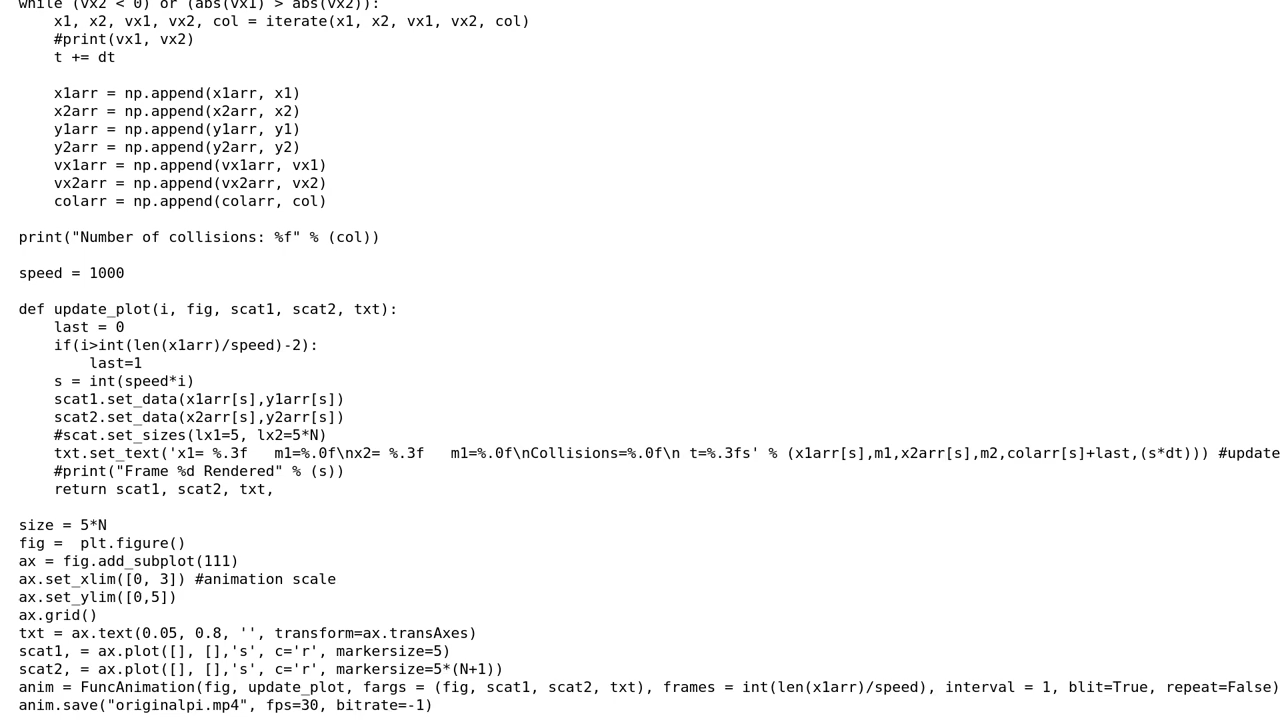 while (vx2 < 0) or (abs(vx1) > abs(vx2)):
    x1, x2, vx1, vx2, col = iterate(x1, x2, vx1, vx2, col)
    #print(vx1, vx2)
    t += dt

    x1arr = np.append(x1arr, x1)
    x2arr = np.append(x2arr, x2)
    y1arr = np.append(y1arr, y1)
    y2arr = np.append(y2arr, y2)
    vx1arr = np.append(vx1arr, vx1)
    vx2arr = np.append(vx2arr, vx2)
    colarr = np.append(colarr, col)

print("Number of collisions: %f" % (col))

speed = 1000

def update_plot(i, fig, scat1, scat2, txt):
    last = 0
    if(i>int(len(x1arr)/speed)-2):
        last=1
    s = int(speed*i)
    scat1.set_data(x1arr[s],y1arr[s])
    scat2.set_data(x2arr[s],y2arr[s])
    #scat.set_sizes(lx1=5, lx2=5*N)
    txt.set_text('x1= %.3f   m1=%.0f\nx2= %.3f   m1=%.0f\nCollisions=%.0f\n t=%.3fs' % (x1arr[s],m1,x2arr[s],m2,colarr[s]+last,(s*dt))) #update
    #print("Frame %d Rendered" % (s))
    return scat1, scat2, txt,

size = 5*N
fig =  plt.figure()
ax = fig.add_subplot(111)
ax.set_xlim([0, 3]) #animation scale
ax.set_ylim([0,5])
ax.grid()
txt = ax.text(0.05, 0.8, '', transform=ax.transAxes)
scat1, = ax.plot([], [],'s', c='r', markersize=5)
scat2, = ax.plot([], [],'s', c='r', markersize=5*(N+1))
anim = FuncAnimation(fig, update_plot, fargs = (fig, scat1, scat2, txt), frames = int(len(x1arr)/speed), interval = 1, blit=True, repeat=False)
anim.save("originalpi.mp4", fps=30, bitrate=-1)